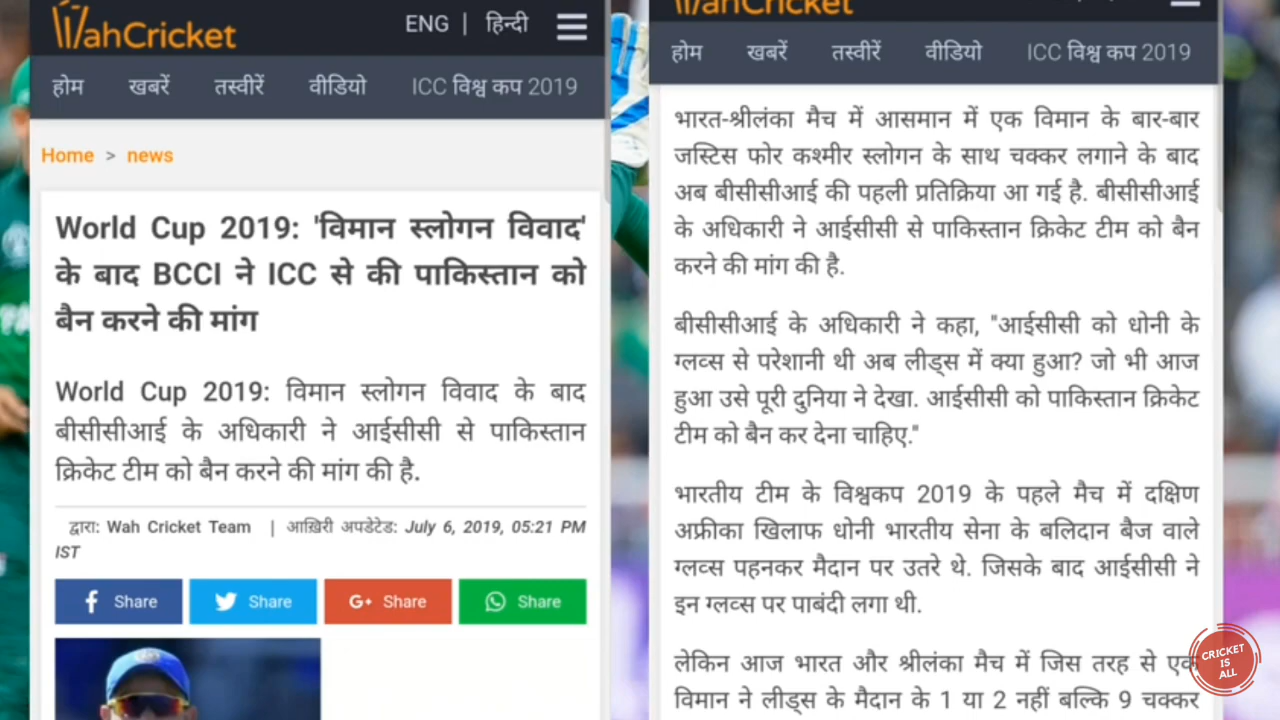 WahCricket
ENG | हिन्दी
होम खबरें तस्वीरें वीडियो ICC विश्व कप 2019
Home > news
World Cup 2019: 'विमान स्लोगन विवाद'
के बाद BCCI ने ICC से की पाकिस्तान को
बैन करने की मांग
World Cup 2019: विमान स्लोगन विवाद के बाद
बीसीसीआई के अधिकारी ने आईसीसी से पाकिस्तान
क्रिकेट टीम को बैन करने की मांग की है.
द्वारा: Wah Cricket Team | आख़िरी अपडेटेड: July 6, 2019, 05:21 PM
IST
Share Share G+ Share Share
WahCricket
होम खबरें तस्वीरें वीडियो ICC विश्व कप 2019
भारत-श्रीलंका मैच में आसमान में एक विमान के बार-बार
जस्टिस फोर कश्मीर स्लोगन के साथ चक्कर लगाने के बाद
अब बीसीसीआई की पहली प्रतिक्रिया आ गई है. बीसीसीआई
के अधिकारी ने आईसीसी से पाकिस्तान क्रिकेट टीम को बैन
करने की मांग की है.
बीसीसीआई के अधिकारी ने कहा, "आईसीसी को धोनी के
ग्लव्स से परेशानी थी अब लीड्स में क्या हुआ? जो भी आज
हुआ उसे पूरी दुनिया ने देखा. आईसीसी को पाकिस्तान क्रिकेट
टीम को बैन कर देना चाहिए."
भारतीय टीम के विश्वकप 2019 के पहले मैच में दक्षिण
अफ्रीका खिलाफ धोनी भारतीय सेना के बलिदान बैज वाले
ग्लव्स पहनकर मैदान पर उतरे थे. जिसके बाद आईसीसी ने
इन ग्लव्स पर पाबंदी लगा थी.
लेकिन आज भारत और श्रीलंका मैच में जिस तरह से एक
विमान ने लीड्स के मैदान के 1 या 2 नहीं बल्कि 9 चक्कर
CRICKET
IS
ALL